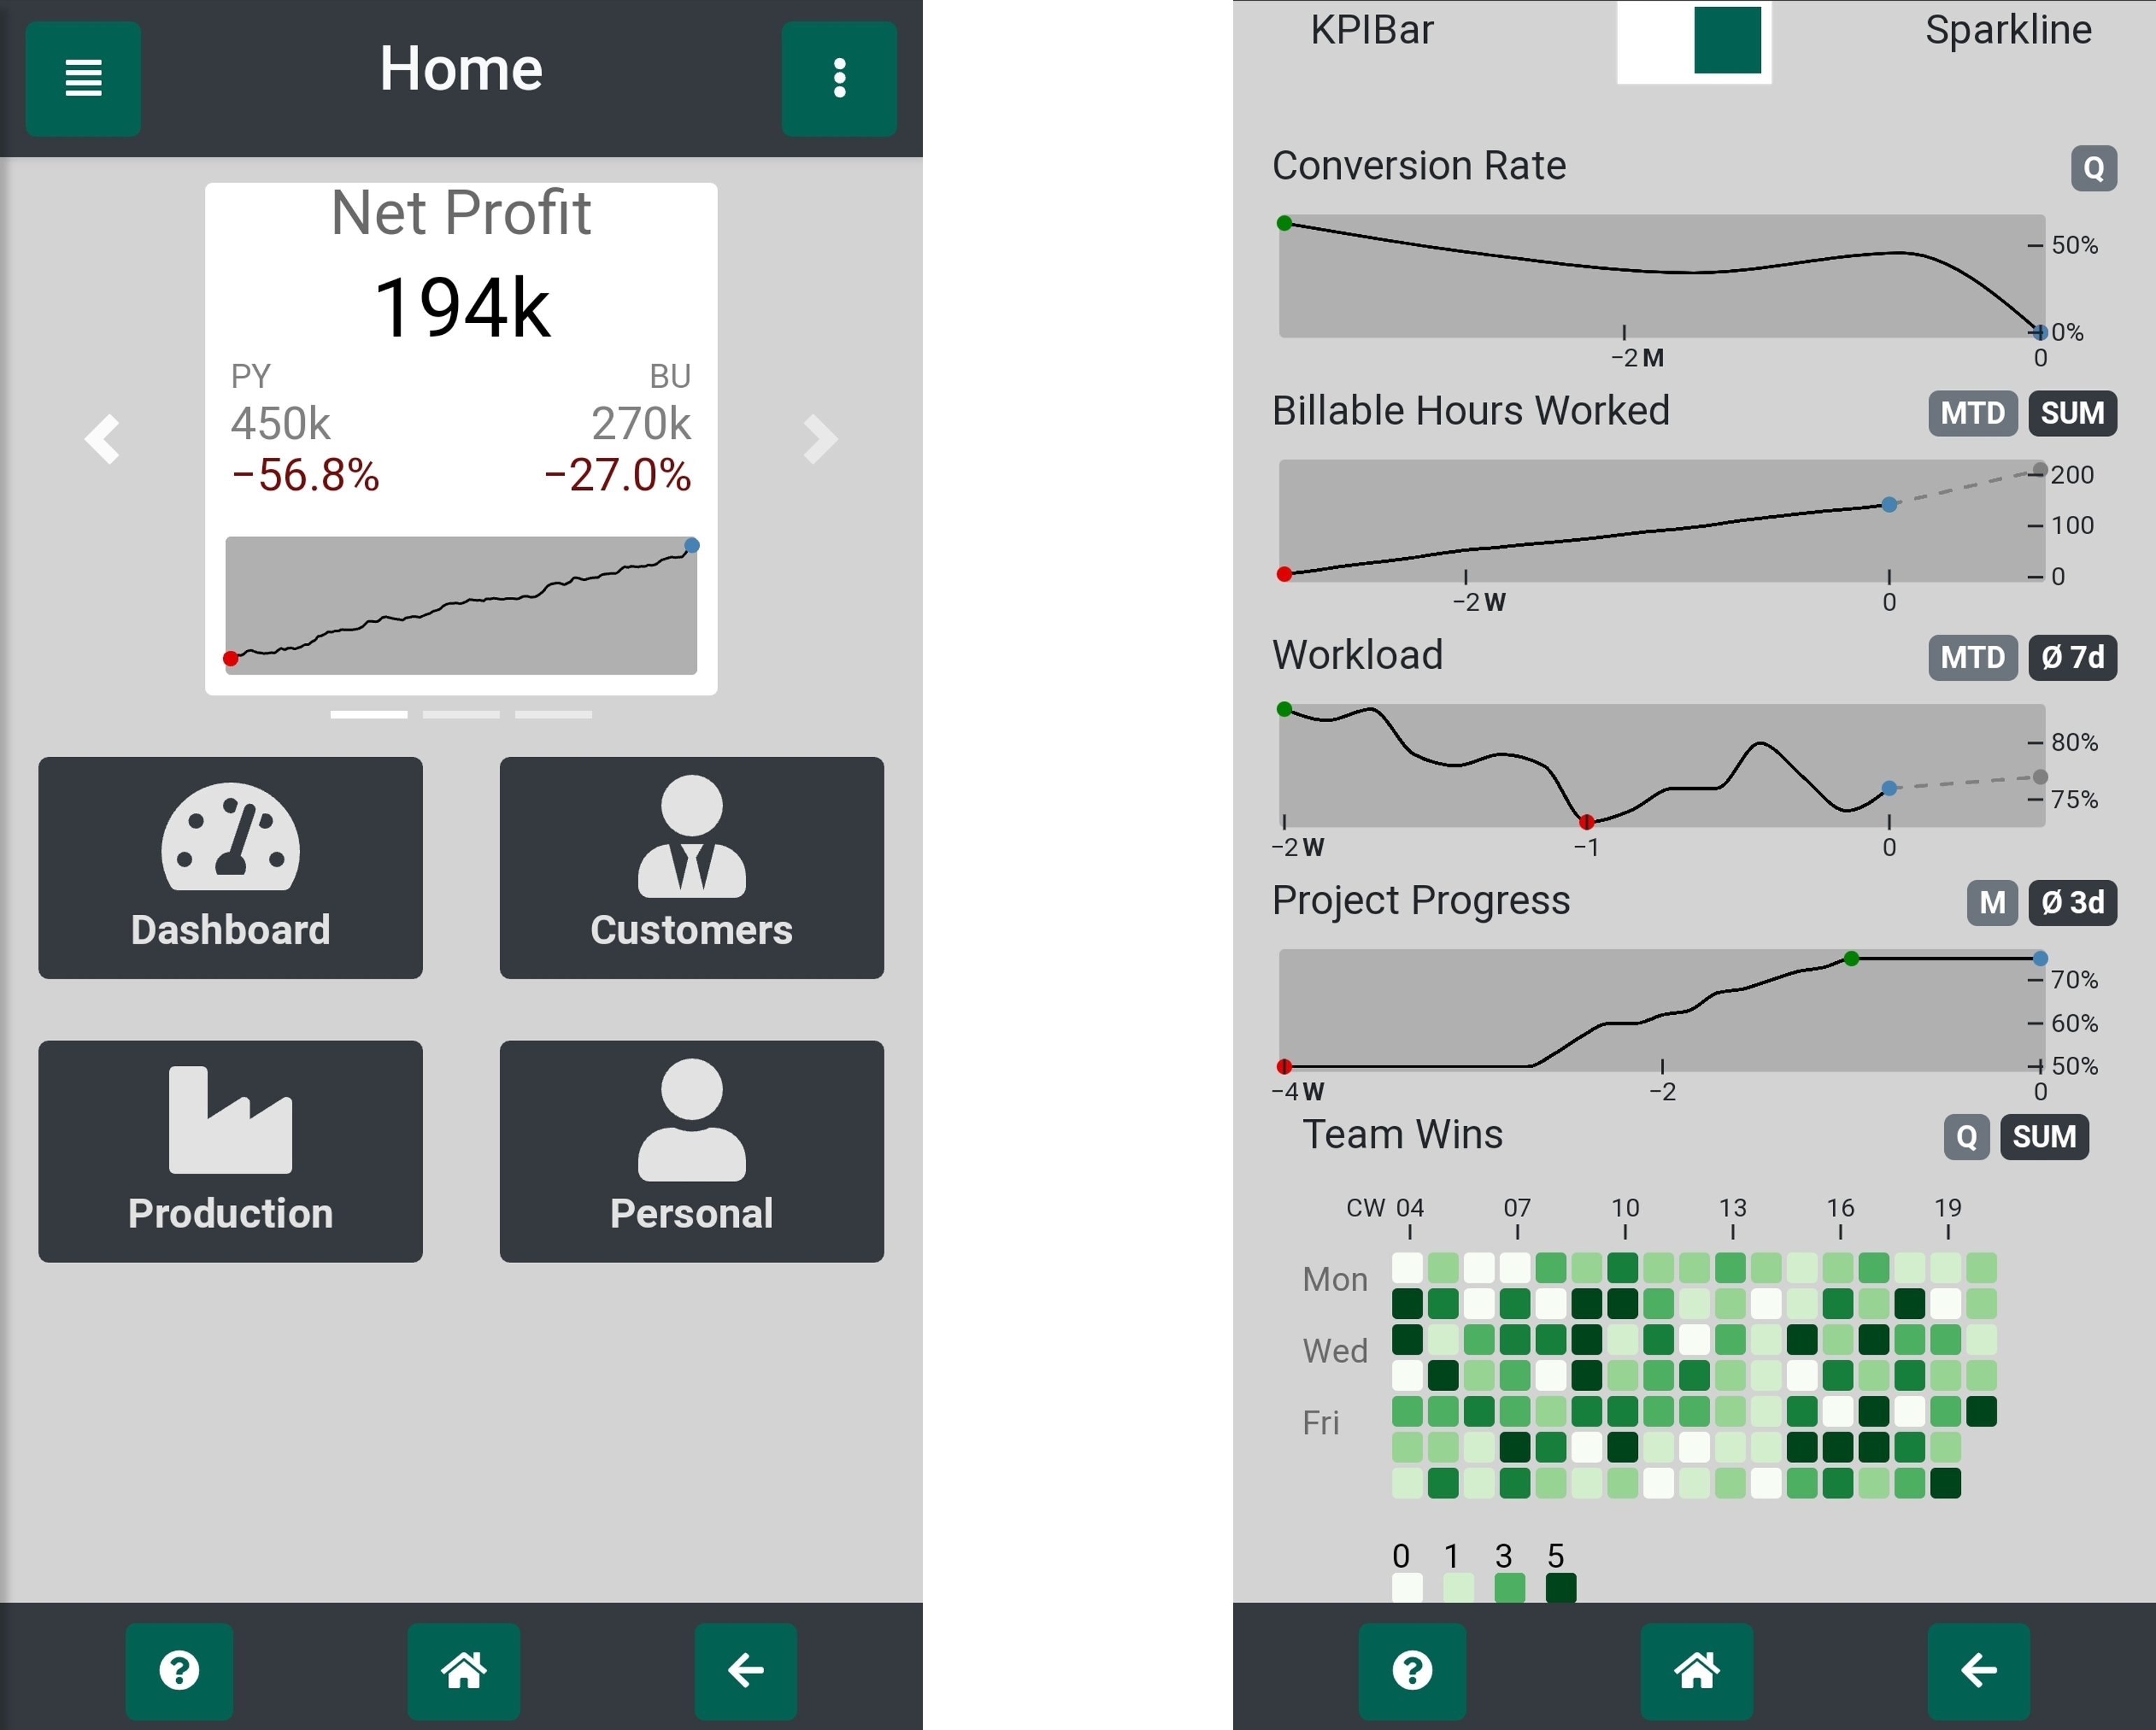 Home
Net Profit
194k
PY BU
450k 270k
−56.8% −27.0%
Dashboard
Customers
Production
Personal
KPIBar Sparkline
Conversion Rate Q
50%
0%
−2 M 0
Billable Hours Worked MTD SUM
200
100
0
−2 W 0
Workload MTD Ø 7d
80%
75%
−2 W −1 0
Project Progress M Ø 3d
70%
60%
50%
−4 W −2 0
Team Wins Q SUM
CW 04 07 10 13 16 19
Mon
Wed
Fri
0 1 3 5